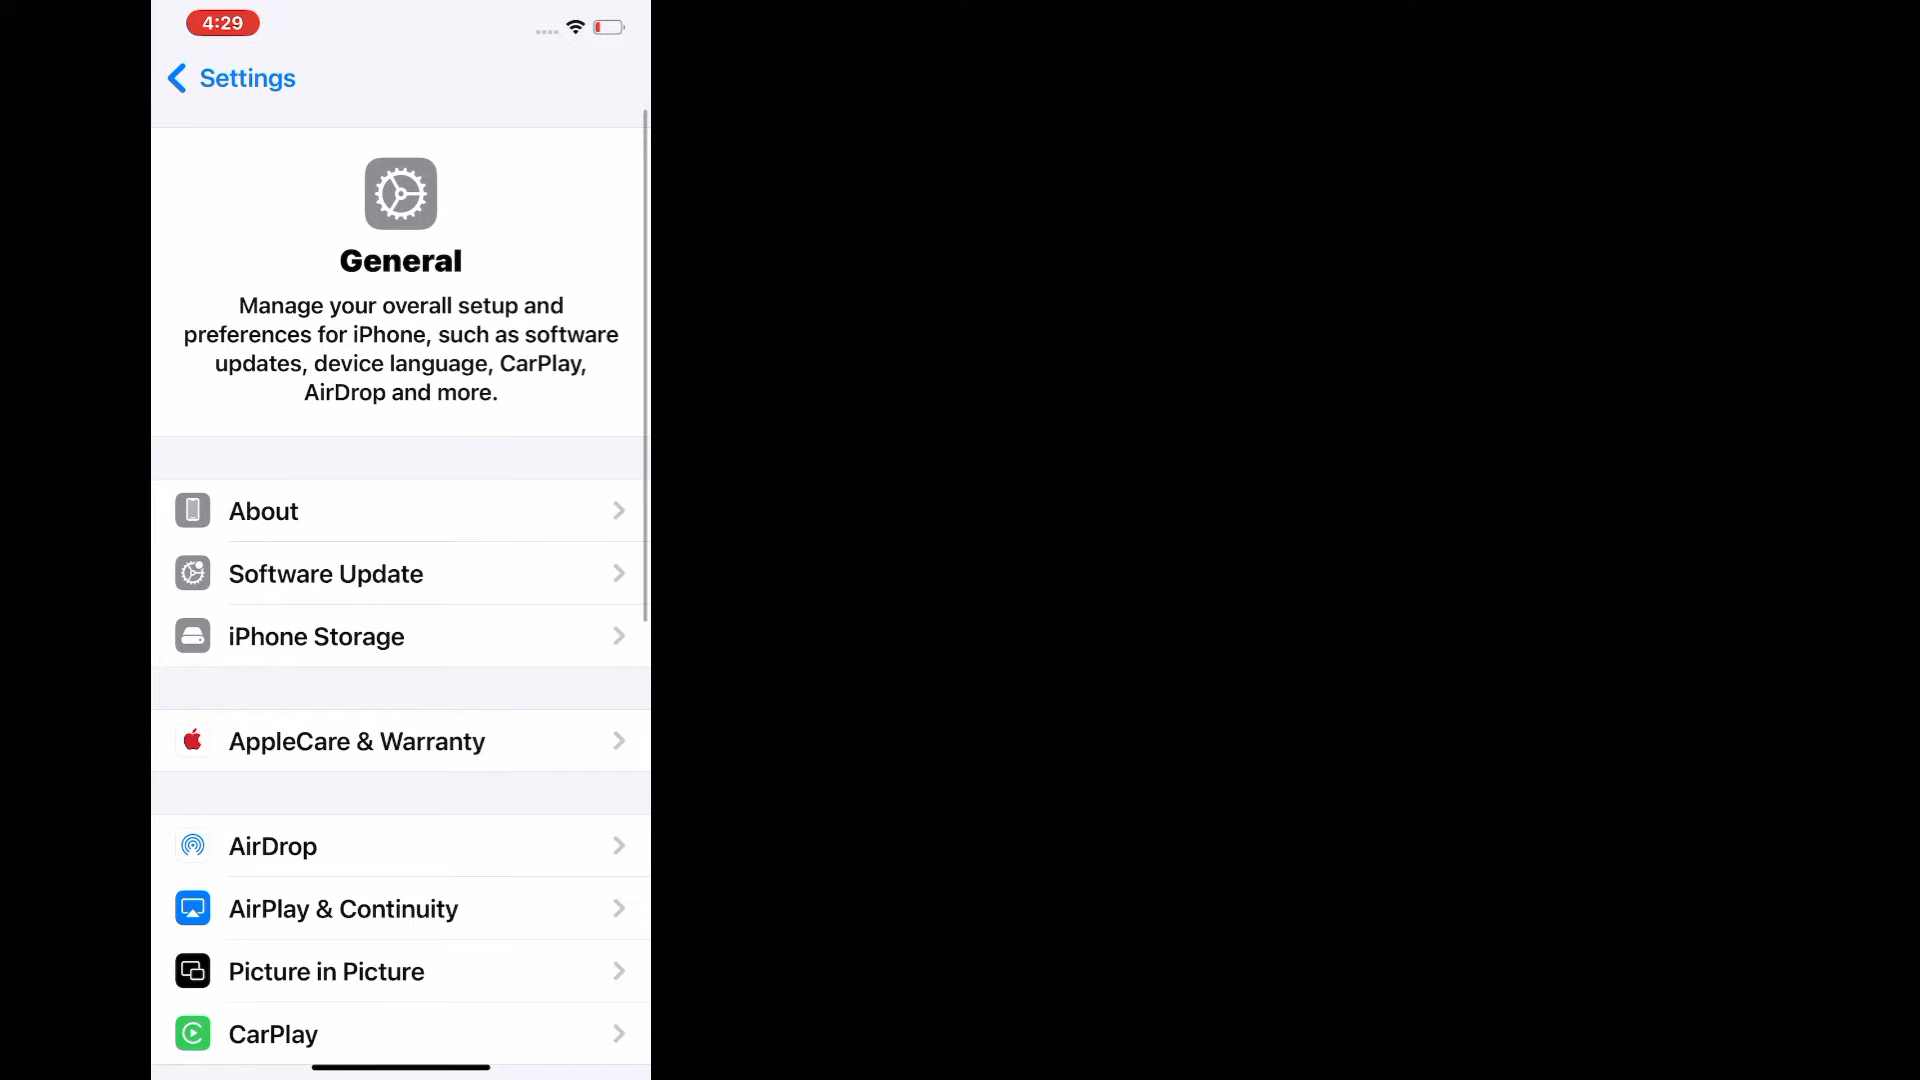 4:29
Settings
General
Manage your overall setup and
preferences for iPhone, such as software
updates, device language, CarPlay,
AirDrop and more.
About
Software Update
iPhone Storage
AppleCare & Warranty
AirDrop
AirPlay & Continuity
Picture in Picture
CarPlay